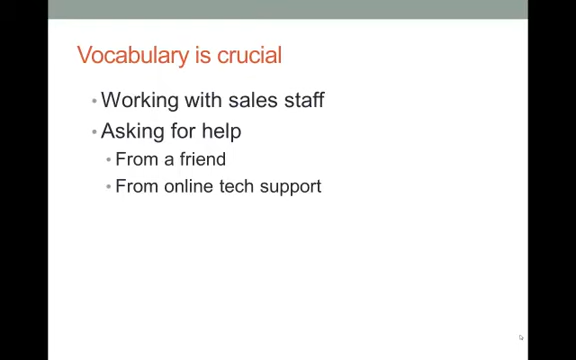 Vocabulary is crucial
• Working with sales staff
• Asking for help
• From a friend
• From online tech support